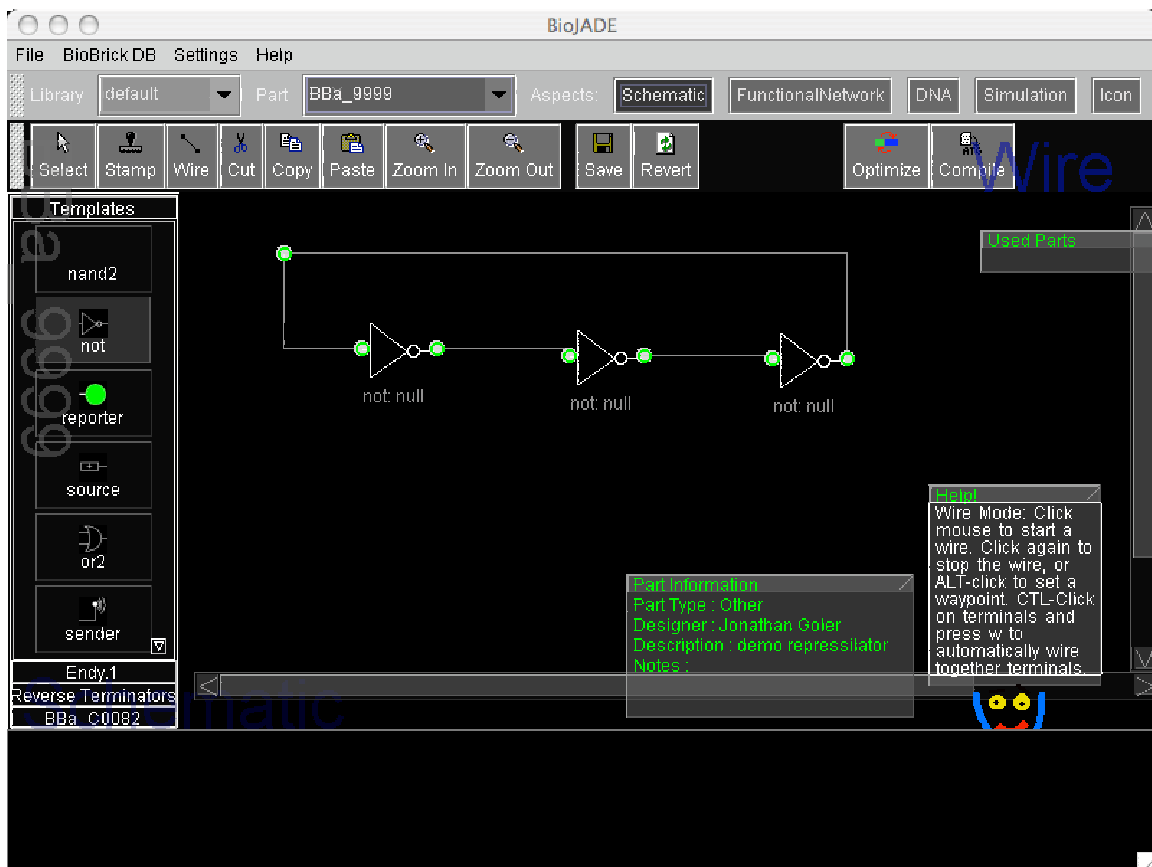 BioJADE
File BioBrick DB Settings Help
Library default Part BBa_9999 Aspects: Schematic FunctionalNetwork DNA Simulation Icon
Select Stamp Wire Cut Copy Paste Zoom In Zoom Out Save Revert Optimize Compile
Wire
Templates
nand2
not
reporter
source
or2
sender
Endy.1
Reverse Terminators
BBa_C0082
Ba_9999
Schematic
not: null
not: null
not: null
Used Parts
Part Information
Part Type : Other
Designer : Jonathan Goler
Description : demo repressilator
Notes :
Help!
Wire Mode: Click
mouse to start a
wire. Click again to
stop the wire, or
ALT-click to set a
waypoint. CTL-Click
on terminals and
press w to
automatically wire
together terminals.